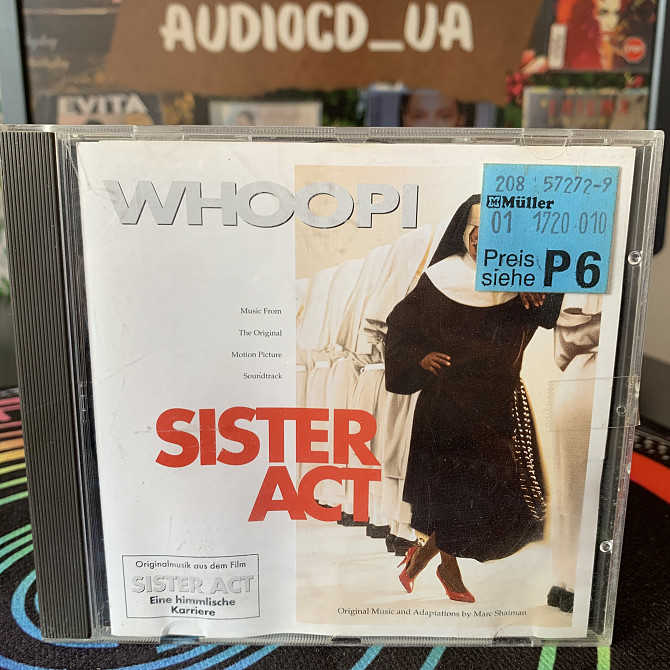 AUDIOCD_UA
EVITA
WHOOPI
208 57272-9
Müller
01 1720 010
Preis
siehe P6
Music From
The Original
Motion Picture
Soundtrack
SISTER
ACT
Originalmusik aus dem Film
SISTER ACT
Eine himmlische
Karriere
Original Music and Adaptations by Marc Shaiman